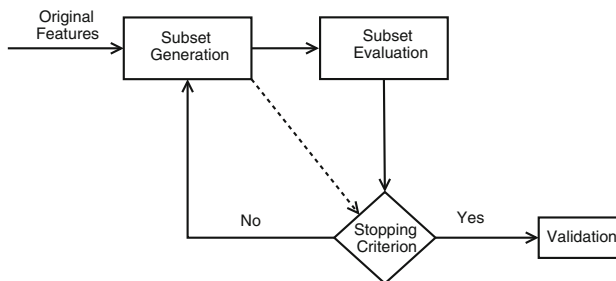 Original
Features
Subset
Generation
Subset
Evaluation
No
Stopping
Criterion
Yes
Validation